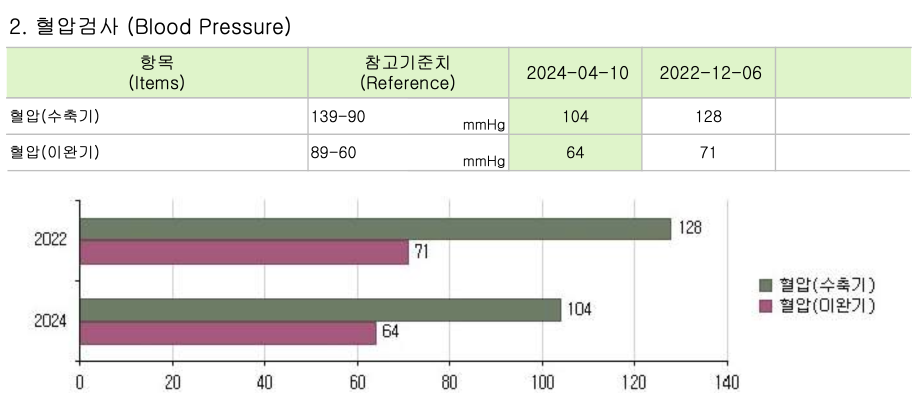 2. 혈압검사 (Blood Pressure)
항목 참고기준치 2024-04-10 2022-12-06
(Items) (Reference)
혈압(수축기) 139-90 mmHg 104 128
혈압(이완기) 89-60 mmHg 64 71
2022 128
71
2024 104
64
혈압(수축기)
혈압(이완기)
0 20 40 60 80 100 120 140